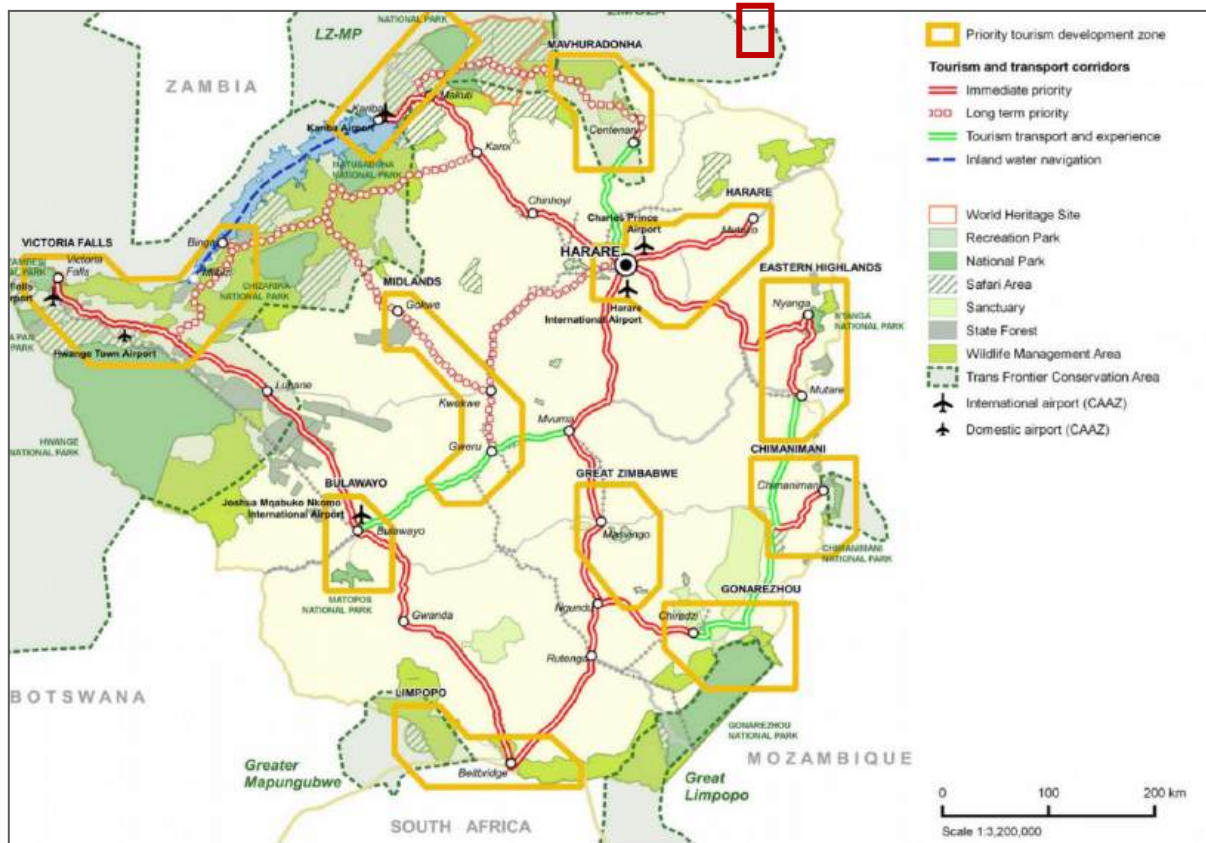 NATIONAL PARK
LZ-MP
ZIMOZA
MAVHURADONHA
ZAMBIA
Makuti
Kariba
Kariba Airport
Centenary
Karoi
MATUSADONA
NATIONAL PARK
Chinhoyi
HARARE
Charles Prince
Airport
Mutoko
VICTORIA FALLS
Binga
HARARE
EASTERN HIGHLANDS
Victoria
Falls
Mlibizi
MIDLANDS
CHIZARIRA
NATIONAL PARK
Gokwe
Harare
International Airport
Nyanga
NYANGA
NATIONAL PARK
Hwange Town Airport
Lupane
Kwekwe
Mutare
Mvuma
HWANGE
NATIONAL PARK
Gweru
CHIMANIMANI
BULAWAYO
GREAT ZIMBABWE
Joshua Mqabuko Nkomo
International Airport
Chimanimani
Bulawayo
Masvingo
CHIMANIMANI
NATIONAL PARK
MATOPOS
NATIONAL PARK
GONAREZHOU
Gwanda
Ngundu
Chiredzi
Rutenga
BOTSWANA
LIMPOPO
GONAREZHOU
NATIONAL PARK
MOZAMBIQUE
Greater
Mapungubwe
Beitbridge
Great
Limpopo
SOUTH AFRICA
Priority tourism development zone
Tourism and transport corridors
Immediate priority
Long term priority
Tourism transport and experience
Inland water navigation
World Heritage Site
Recreation Park
National Park
Safari Area
Sanctuary
State Forest
Wildlife Management Area
Trans Frontier Conservation Area
International airport (CAAZ)
Domestic airport (CAAZ)
0 100 200 km
Scale 1:3,200,000